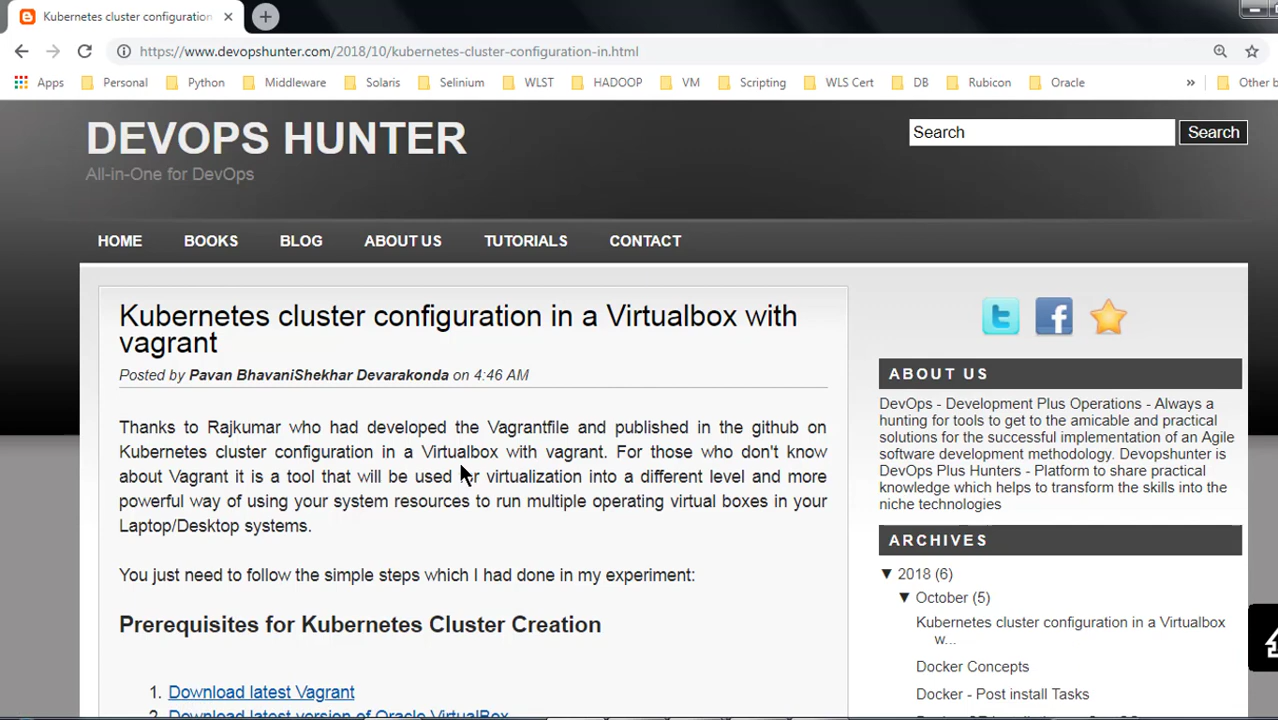 Kubernetes cluster configuration
https://www.devopshunter.com/2018/10/kubernetes-cluster-configuration-in.html
Apps Personal Python Middleware Solaris Selinium WLST HADOOP VM Scripting WLS Cert DB Rubicon Oracle » Other b
DEVOPS HUNTER
All-in-One for DevOps
Search Search
HOME BOOKS BLOG ABOUT US TUTORIALS CONTACT
Kubernetes cluster configuration in a Virtualbox with
vagrant
Posted by Pavan BhavaniShekhar Devarakonda on 4:46 AM
Thanks to Rajkumar who had developed the Vagrantfile and published in the github on
Kubernetes cluster configuration in a Virtualbox with vagrant. For those who don't know
about Vagrant it is a tool that will be used for virtualization into a different level and more
powerful way of using your system resources to run multiple operating virtual boxes in your
Laptop/Desktop systems.
You just need to follow the simple steps which I had done in my experiment:
Prerequisites for Kubernetes Cluster Creation
1. Download latest Vagrant
2. Download latest version of Oracle VirtualBox
ABOUT US
DevOps - Development Plus Operations - Always a
hunting for tools to get to the amicable and practical
solutions for the successful implementation of an Agile
software development methodology. Devopshunter is
DevOps Plus Hunters - Platform to share practical
knowledge which helps to transform the skills into the
niche technologies
ARCHIVES
▼ 2018 (6)
▼ October (5)
Kubernetes cluster configuration in a Virtualbox
w...
Docker Concepts
Docker - Post install Tasks